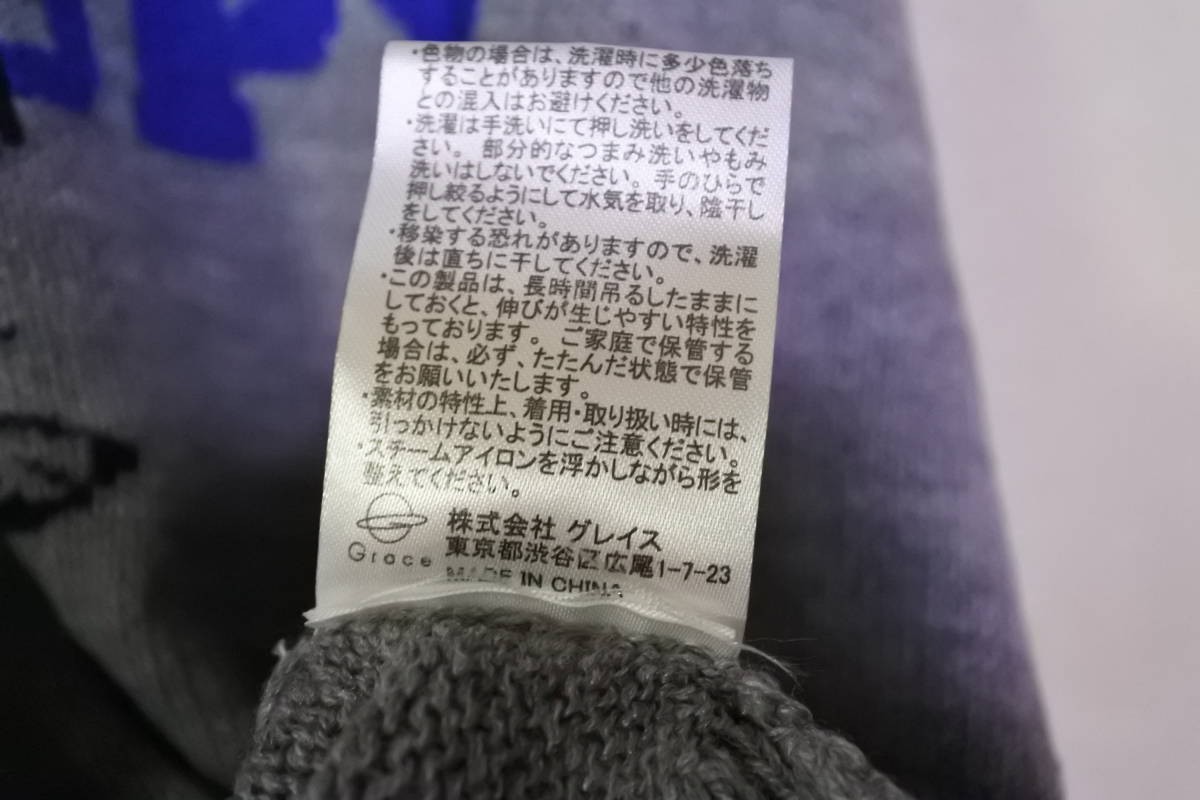 ・色物の場合は、洗濯時に多少色落ち
することがありますので他の洗濯物
との混入はお避けください。
・洗濯は手洗いにて押し洗いをしてくだ
さい。部分的なつまみ洗いやもみ
洗いはしないでください。手のひらで
押し絞るようにして水気を取り、陰干し
をしてください。
・移染する恐れがありますので、洗濯
後は直ちに干してください。
・この製品は、長時間吊るしたままに
しておくと、伸びが生じやすい特性を
もっております。ご家庭で保管する
場合は、必ず、たたんだ状態で保管
をお願いいたします。
・素材の特性上、着用・取り扱い時には、
引っかけないようにご注意ください。
・スチームアイロンを浮かしながら形を
整えてください。
Grace
株式会社 グレイス
東京都渋谷区広尾1-7-23
MADE IN CHINA